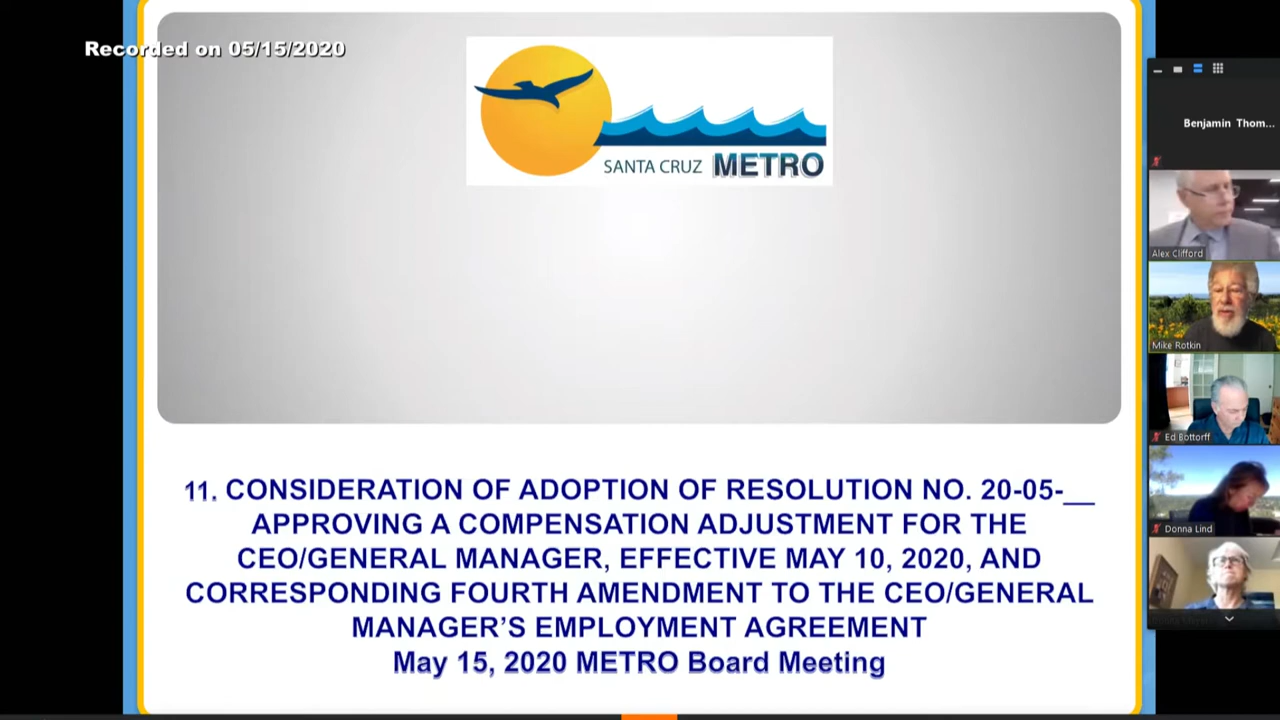 Recorded on 05/15/2020
SANTA CRUZ METRO
11. CONSIDERATION OF ADOPTION OF RESOLUTION NO. 20-05-__
APPROVING A COMPENSATION ADJUSTMENT FOR THE
CEO/GENERAL MANAGER, EFFECTIVE MAY 10, 2020, AND
CORRESPONDING FOURTH AMENDMENT TO THE CEO/GENERAL
MANAGER’S EMPLOYMENT AGREEMENT
May 15, 2020 METRO Board Meeting
Benjamin Thom...
Alex Clifford
Mike Rotkin
Ed Bottorff
Donna Lind